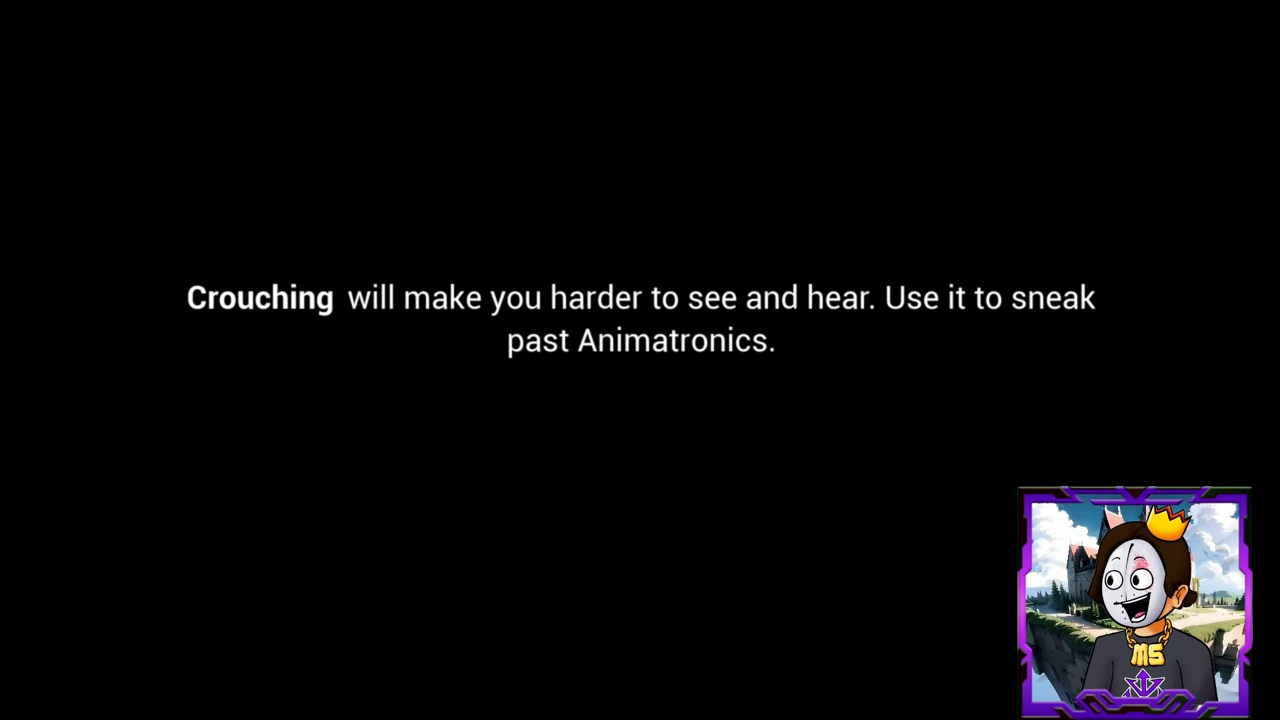 Crouching will make you harder to see and hear. Use it to sneak
past Animatronics.
MS